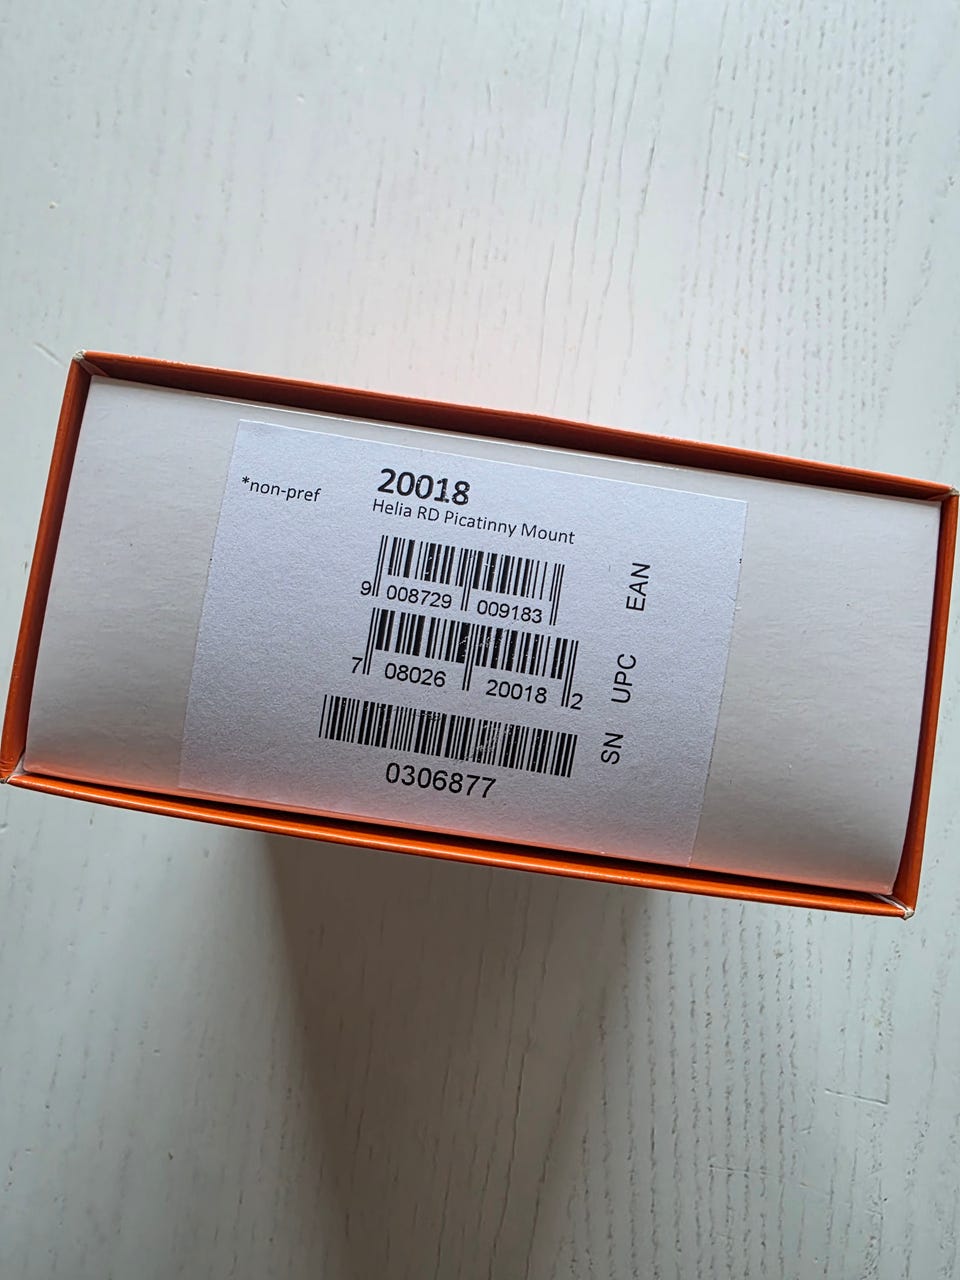 20018
*non-pref
Helia RD Picatinny Mount
9 008729 009183
EAN
7 08026 20018 2
UPC
SN
0306877